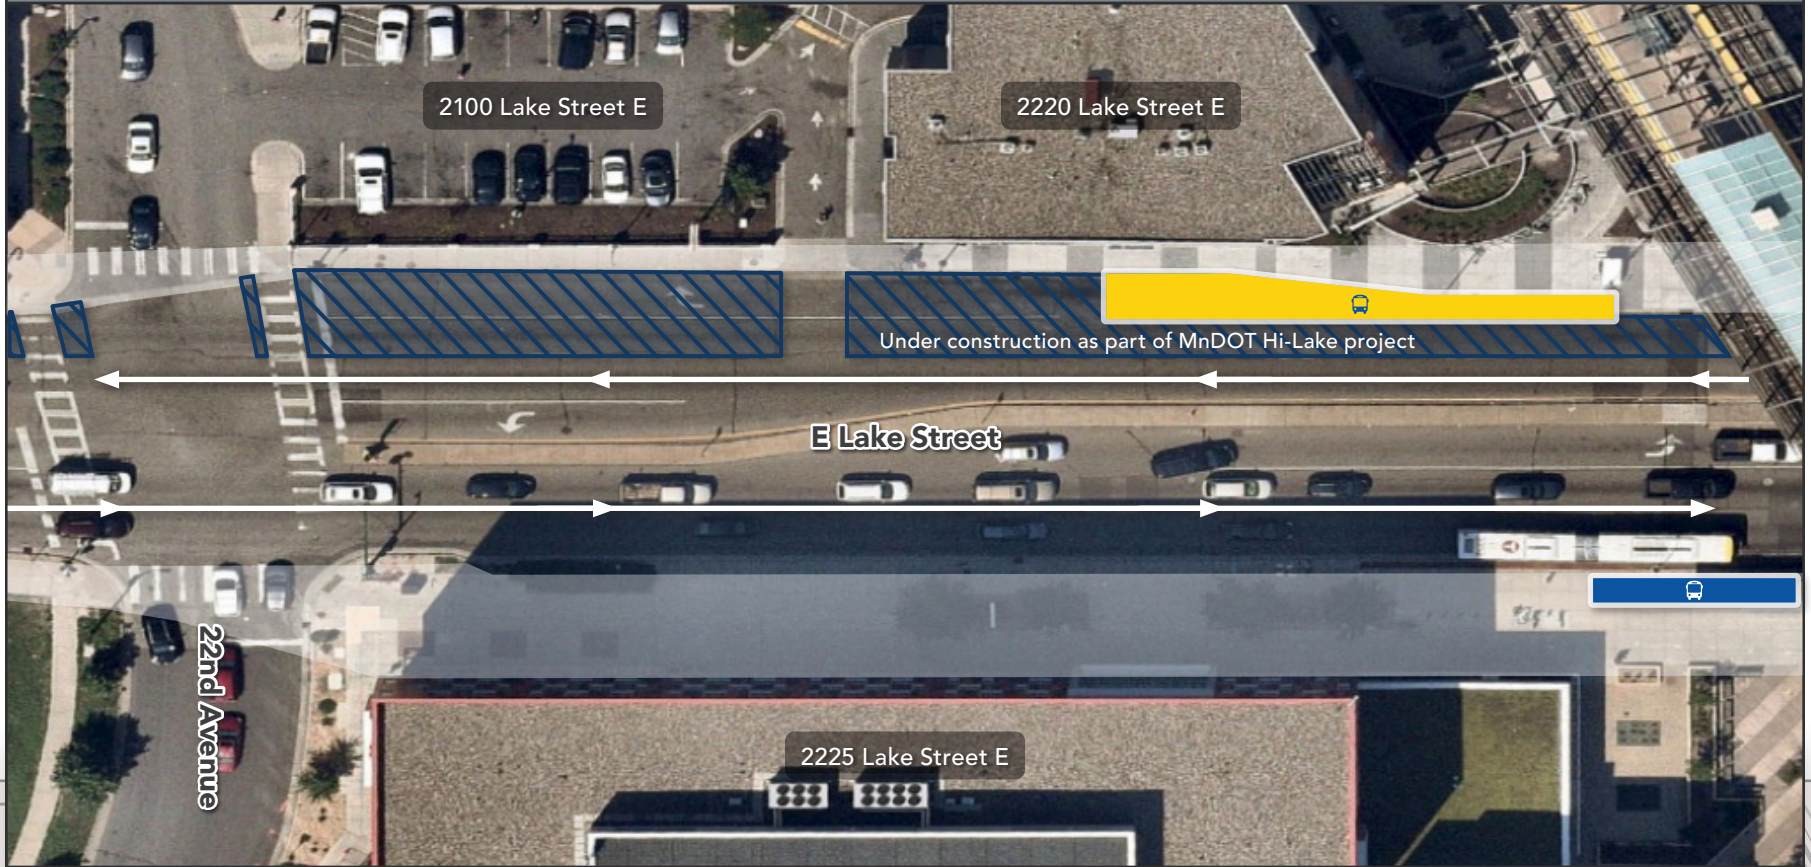 2100 Lake Street E
2220 Lake Street E
Under construction as part of MnDOT Hi-Lake project
E Lake Street
22nd Avenue
2225 Lake Street E